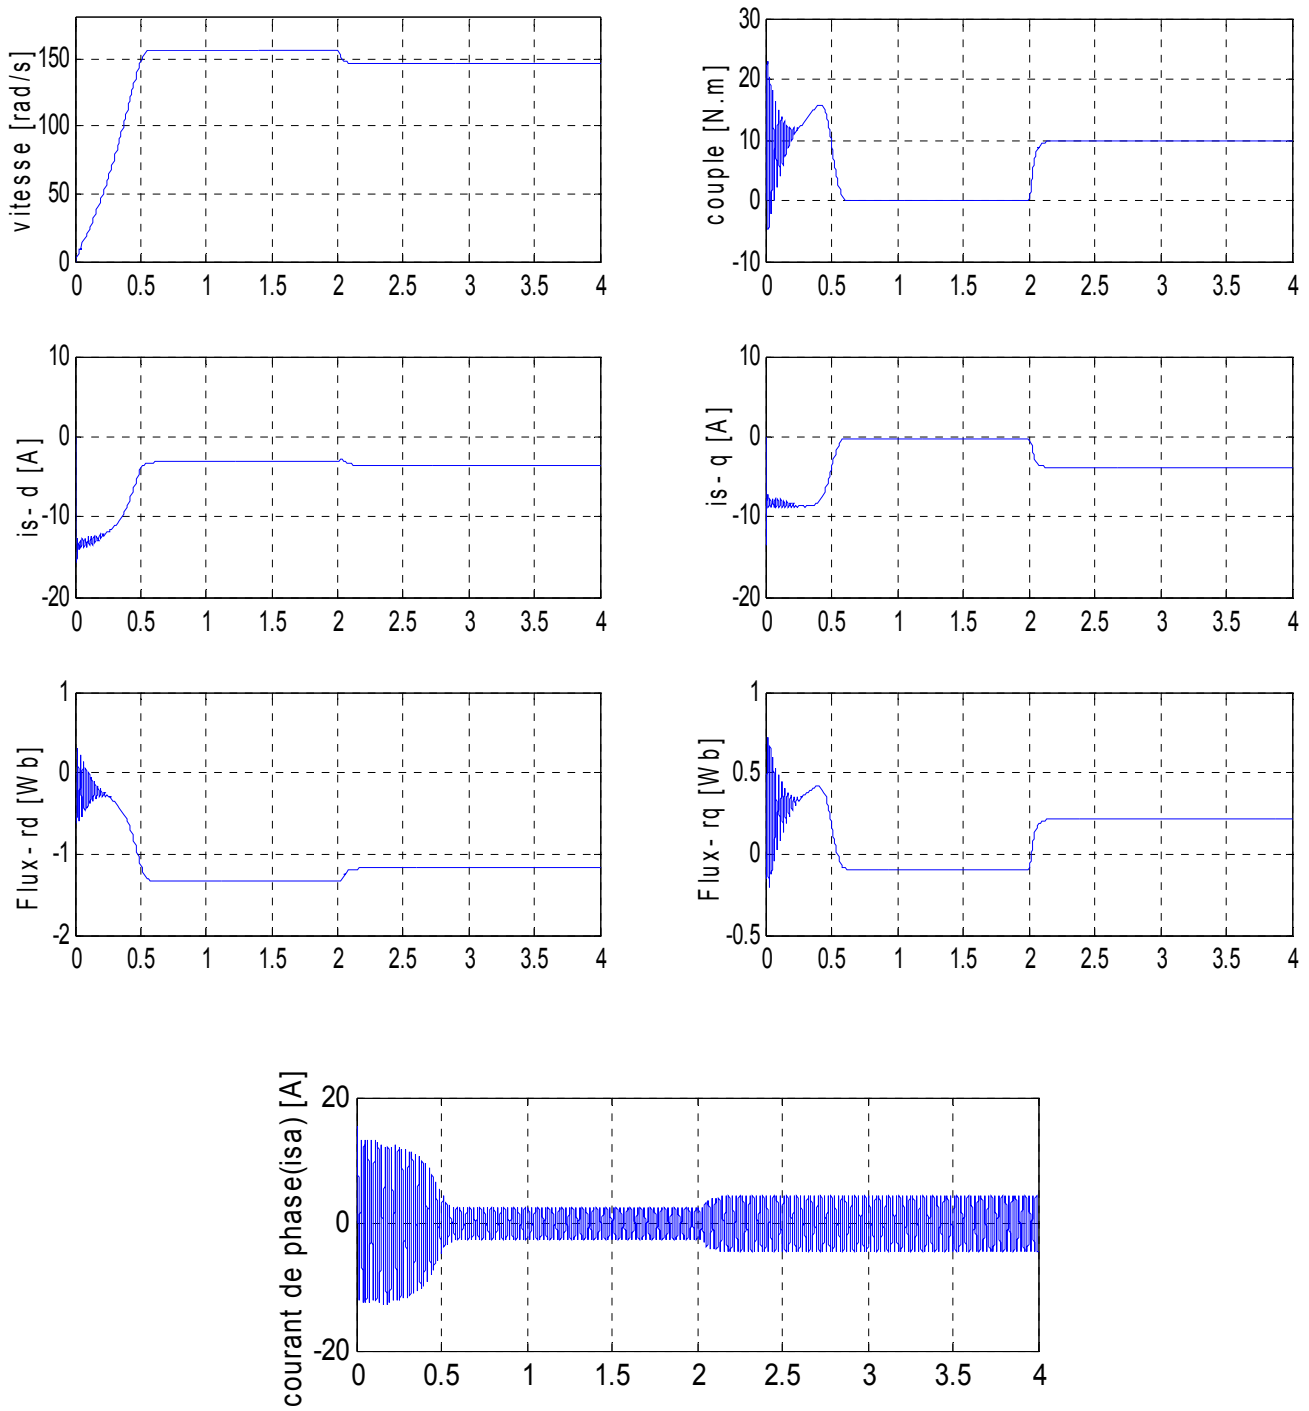 vitesse [rad/s]
150
100
50
0
0 0.5 1 1.5 2 2.5 3 3.5 4
couple [N.m]
30
20
10
0
-10
0 0.5 1 1.5 2 2.5 3 3.5 4
is-d [A]
10
0
-10
-20
0 0.5 1 1.5 2 2.5 3 3.5 4
is-q [A]
10
0
-10
-20
0 0.5 1 1.5 2 2.5 3 3.5 4
Flux-rd [Wb]
1
0
-1
-2
0 0.5 1 1.5 2 2.5 3 3.5 4
Flux-rq [Wb]
1
0.5
0
-0.5
0 0.5 1 1.5 2 2.5 3 3.5 4
courant de phase(isa) [A]
20
0
-20
0 0.5 1 1.5 2 2.5 3 3.5 4